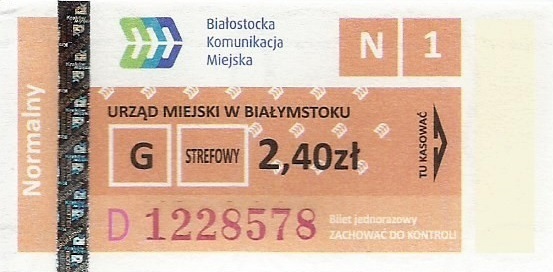 Normalny
Białostocka
Komunikacja
Miejska
N 1
URZĄD MIEJSKI W BIAŁYMSTOKU
G STREFOWY 2,40zł
TU KASOWAĆ
D 1228578
Bilet jednorazowy
ZACHOWAĆ DO KONTROLI